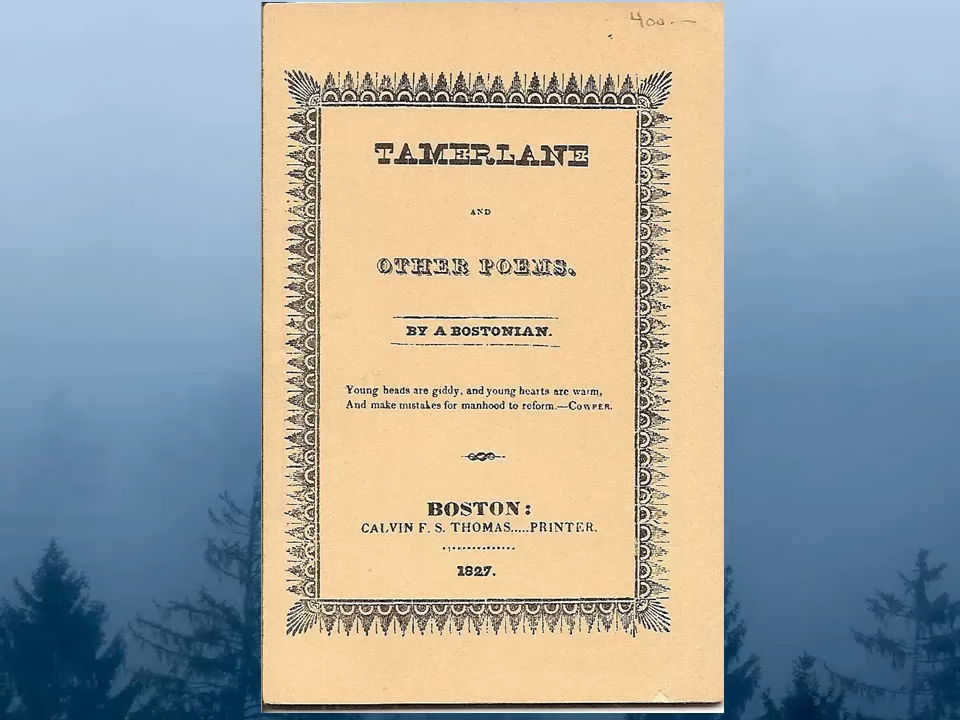 400.—
TAMERLANE
AND
OTHER POEMS.
BY A BOSTONIAN.
Young heads are giddy, and young hearts are warm,
And make mistakes for manhood to reform.—COWPER.
BOSTON:
CALVIN F. S. THOMAS.....PRINTER.
1827.